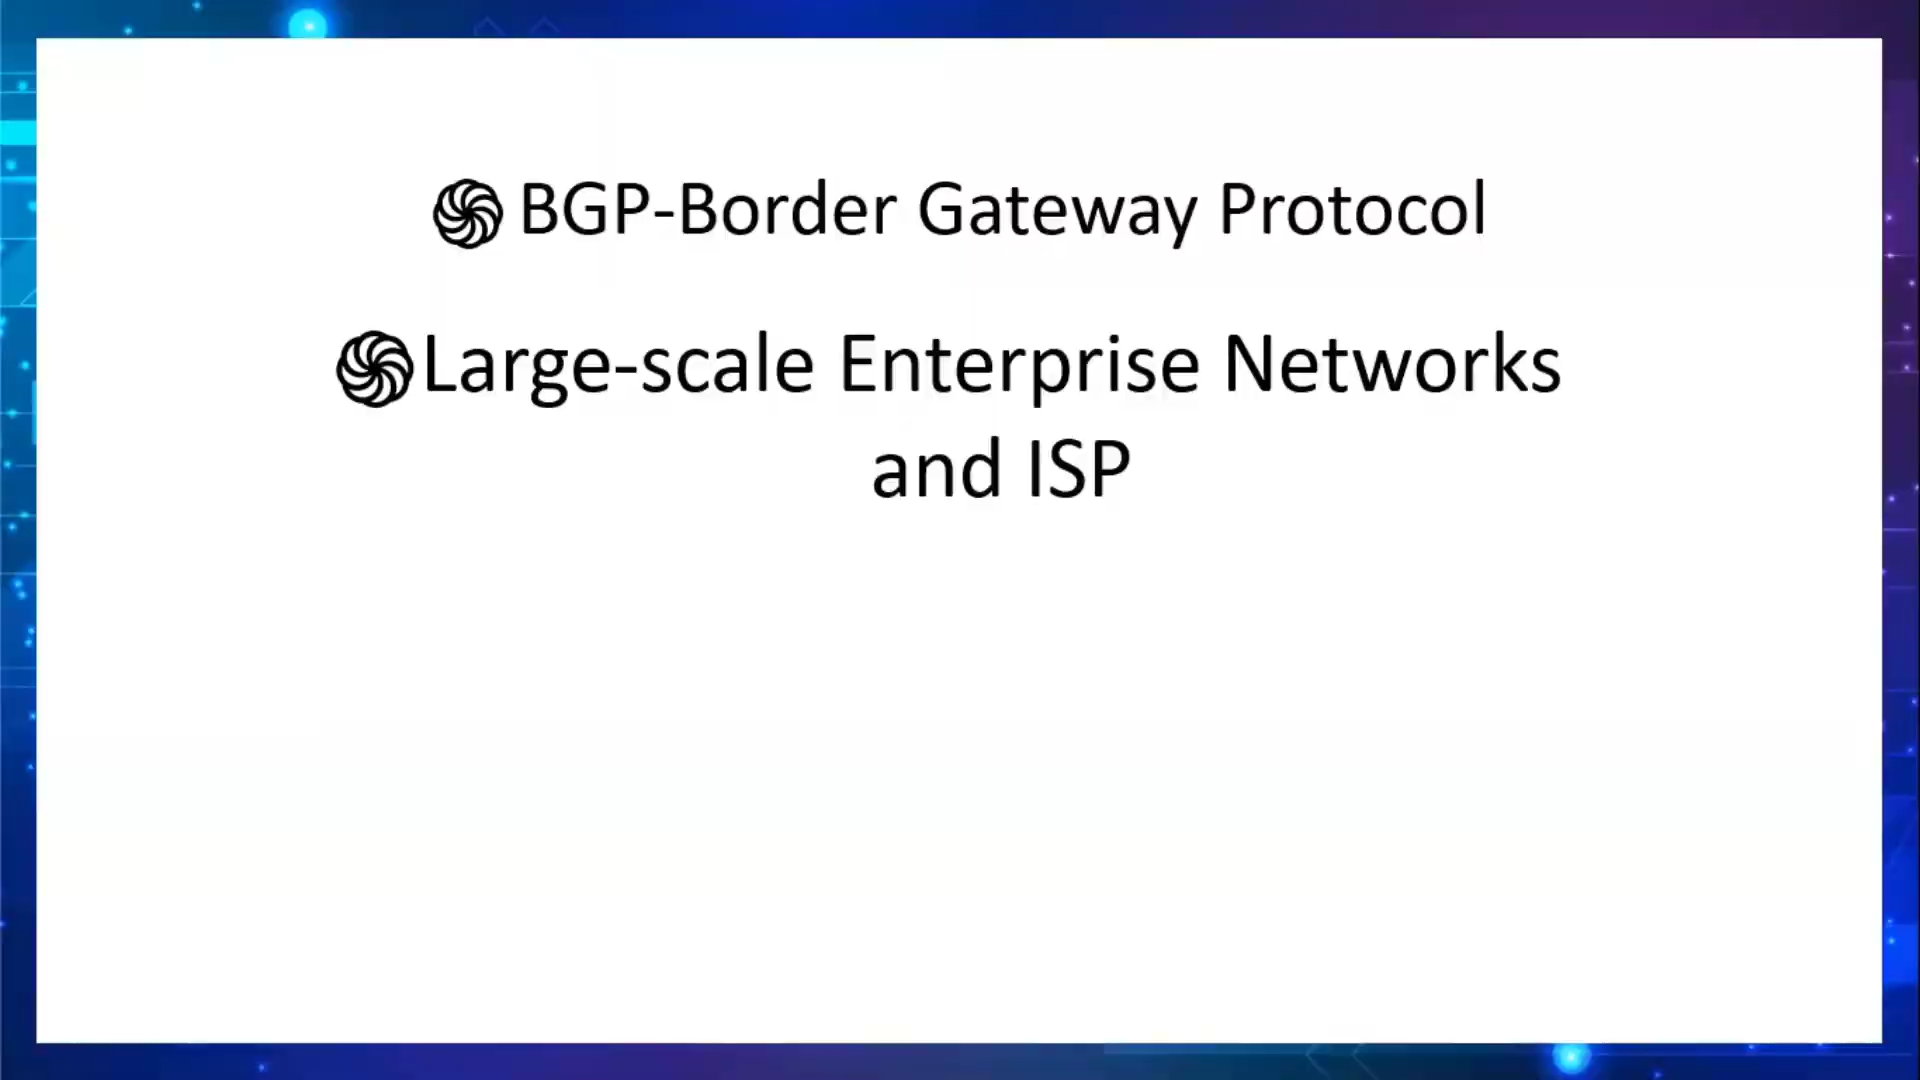 BGP-Border Gateway Protocol
Large-scale Enterprise Networks
and ISP